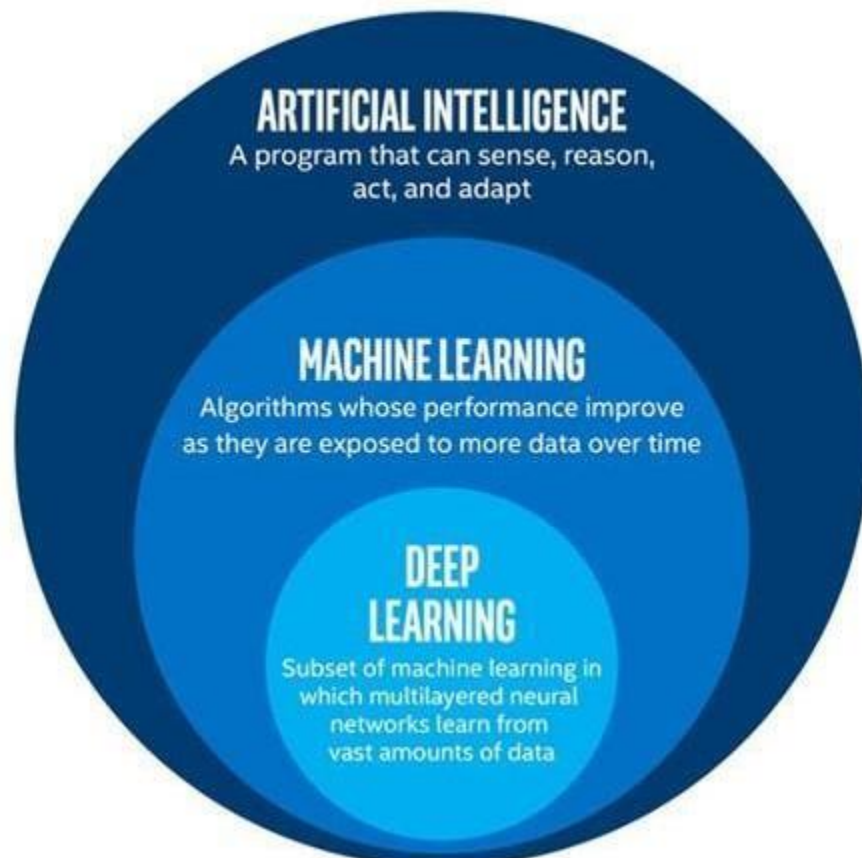 ARTIFICIAL INTELLIGENCE
A program that can sense, reason,
act, and adapt
MACHINE LEARNING
Algorithms whose performance improve
as they are exposed to more data over time
DEEP
LEARNING
Subset of machine learning in
which multilayered neural
networks learn from
vast amounts of data